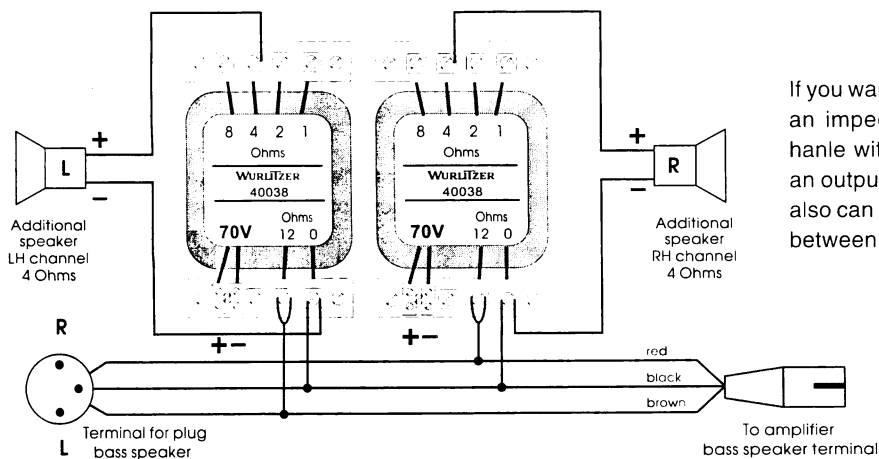 8 4 2 1
Ohms
WURLITZER
40038
Ohms
70V 12 0
+
L
−
Additional
speaker
LH channel
4 Ohms
+ −
8 4 2 1
Ohms
WURLITZER
40038
Ohms
70V 12 0
+
R
−
Additional
speaker
RH channel
4 Ohms
+ −
If you wa
an impe
hanle wit
an outpu
also can
between
R
L
Terminal for plug
bass speaker
red
black
brown
To amplifier
bass speaker terminal